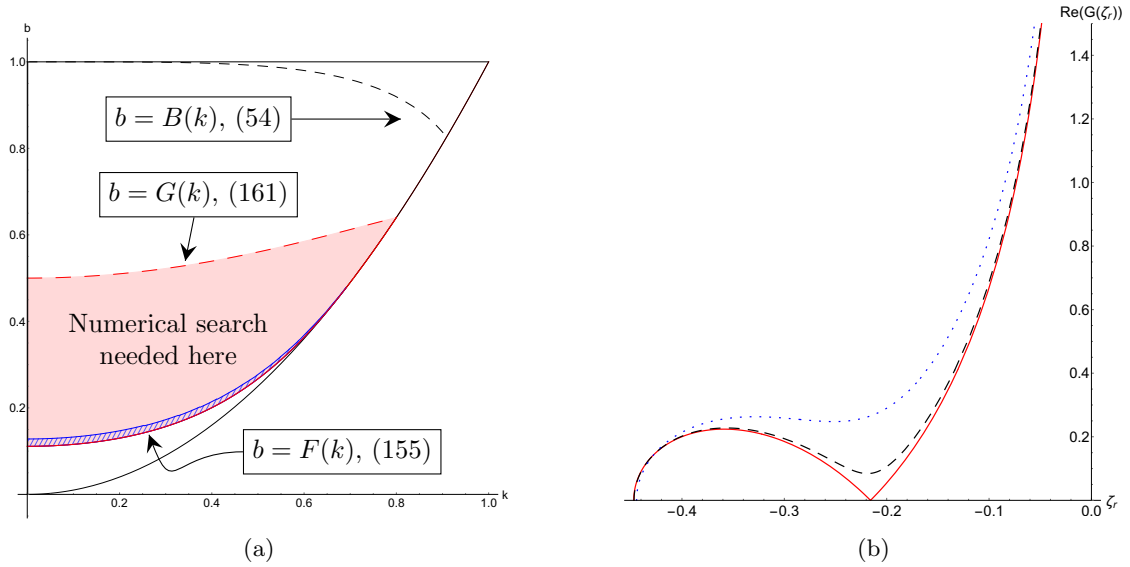 b
1.0
0.8
0.6
0.4
0.2
0.2
0.4
0.6
0.8
1.0
k
b = B(k), (54)
b = G(k), (161)
Numerical search
needed here
b = F(k), (155)
(a)
Re(G(ζr))
1.4
1.2
1.0
0.8
0.6
0.4
0.2
-0.4
-0.3
-0.2
-0.1
0.0
ζr
(b)